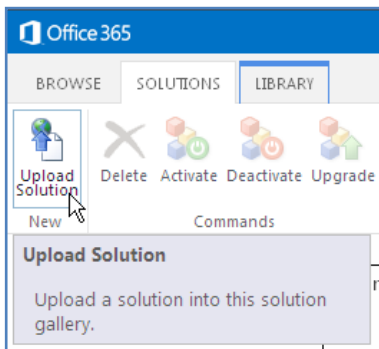 Office 365
BROWSE SOLUTIONS LIBRARY
Upload
Solution
Delete Activate Deactivate Upgrade
New Commands
Upload Solution
Upload a solution into this solution
gallery.